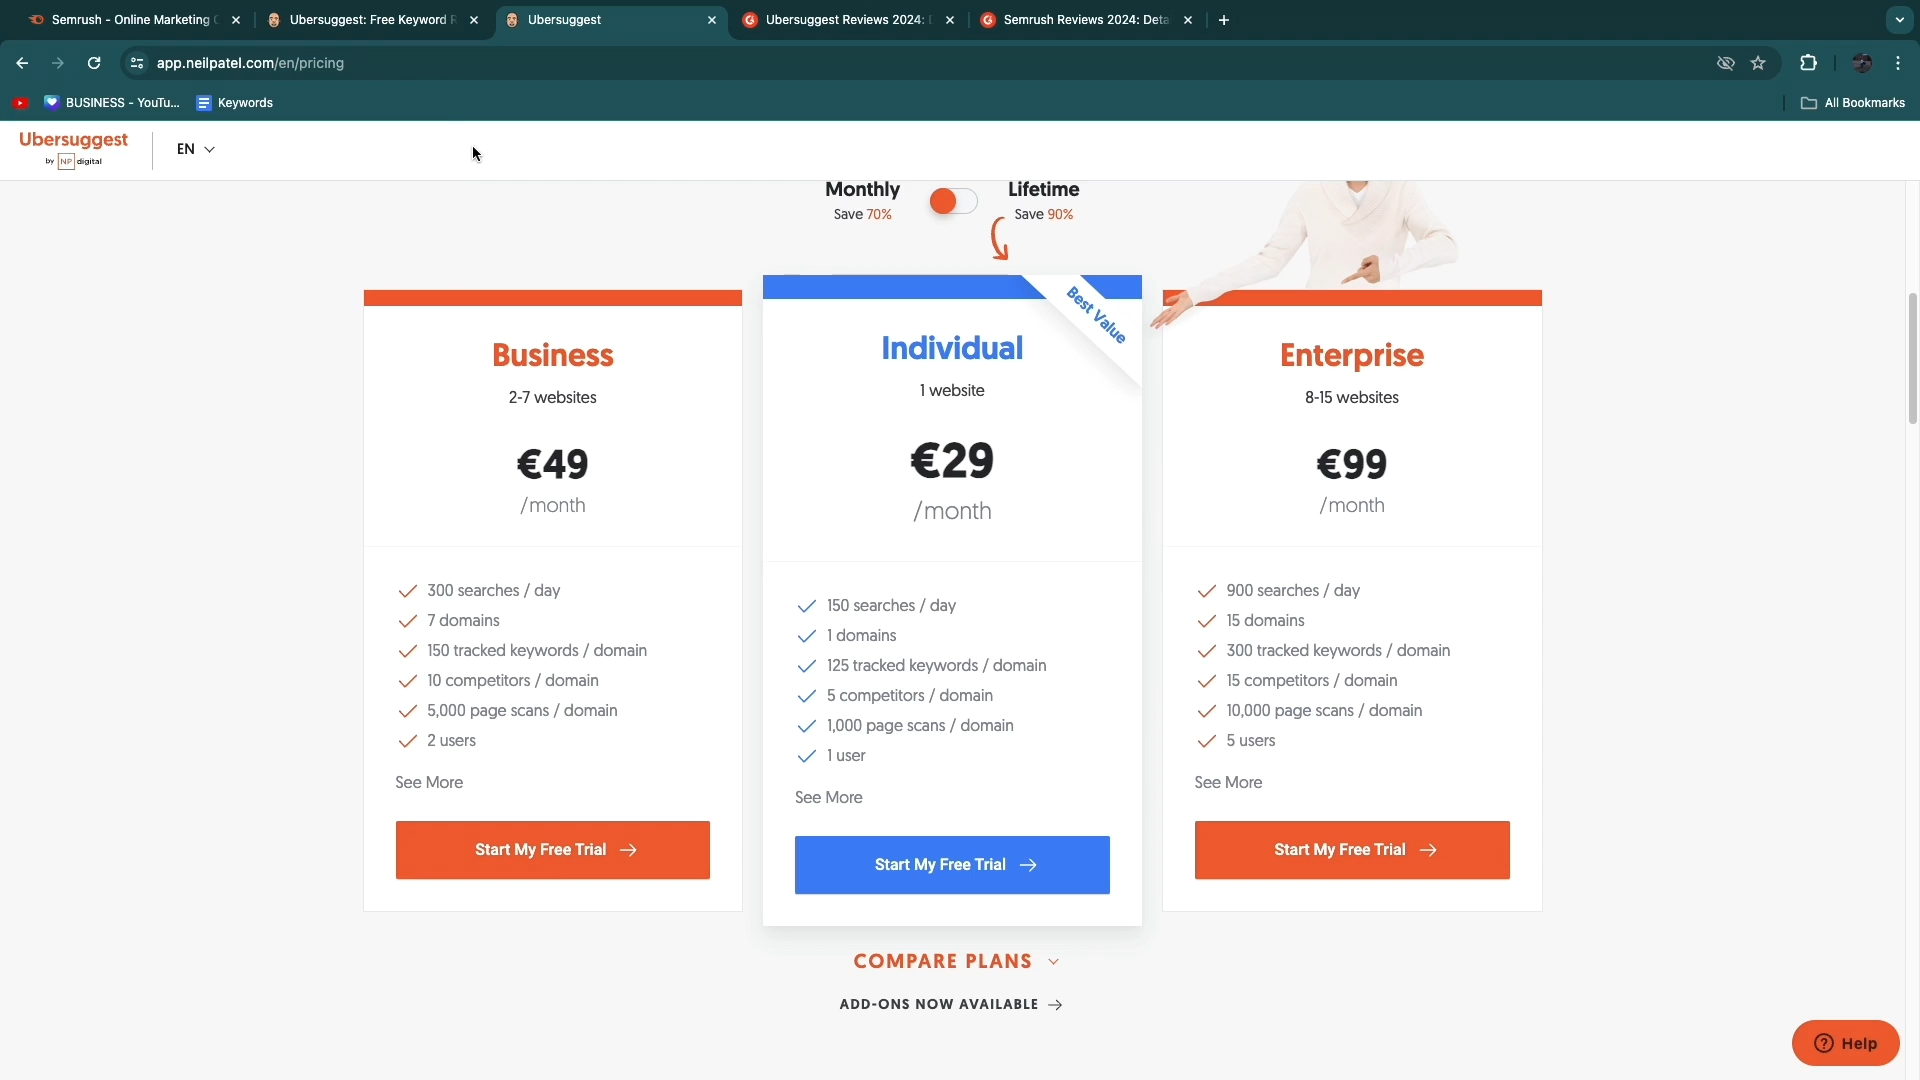 Semrush - Online Marketing
Ubersuggest: Free Keyword R
Ubersuggest
Ubersuggest Reviews 2024:
Semrush Reviews 2024: Deta
app.neilpatel.com/en/pricing
BUSINESS - YouTu...
Keywords
All Bookmarks
Ubersuggest
by NP digital
EN
Monthly
Save 70%
Lifetime
Save 90%
Business
2-7 websites
€49
/month
300 searches / day
7 domains
150 tracked keywords / domain
10 competitors / domain
5,000 page scans / domain
2 users
See More
Start My Free Trial
Best Value
Individual
1 website
€29
/month
150 searches / day
1 domains
125 tracked keywords / domain
5 competitors / domain
1,000 page scans / domain
1 user
See More
Start My Free Trial
Enterprise
8-15 websites
€99
/month
900 searches / day
15 domains
300 tracked keywords / domain
15 competitors / domain
10,000 page scans / domain
5 users
See More
Start My Free Trial
COMPARE PLANS
ADD-ONS NOW AVAILABLE
Help